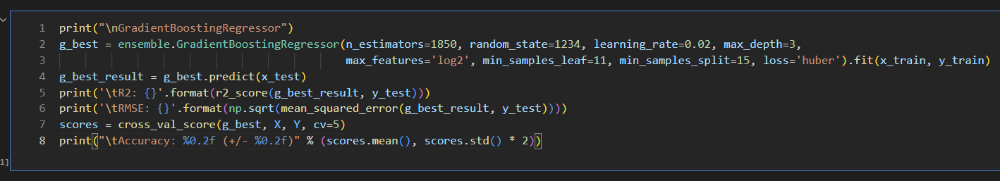 1 print("\nGradientBoostingRegressor")
2 g_best = ensemble.GradientBoostingRegressor(n_estimators=1850, random_state=1234, learning_rate=0.02, max_depth=3,
3 max_features='log2', min_samples_leaf=11, min_samples_split=15, loss='huber').fit(x_train, y_train)
4 g_best_result = g_best.predict(x_test)
5 print('\tR2: {}'.format(r2_score(g_best_result, y_test)))
6 print('\tRMSE: {}'.format(np.sqrt(mean_squared_error(g_best_result, y_test))))
7 scores = cross_val_score(g_best, X, Y, cv=5)
8 print("\tAccuracy: %0.2f (+/- %0.2f)" % (scores.mean(), scores.std() * 2))
1]